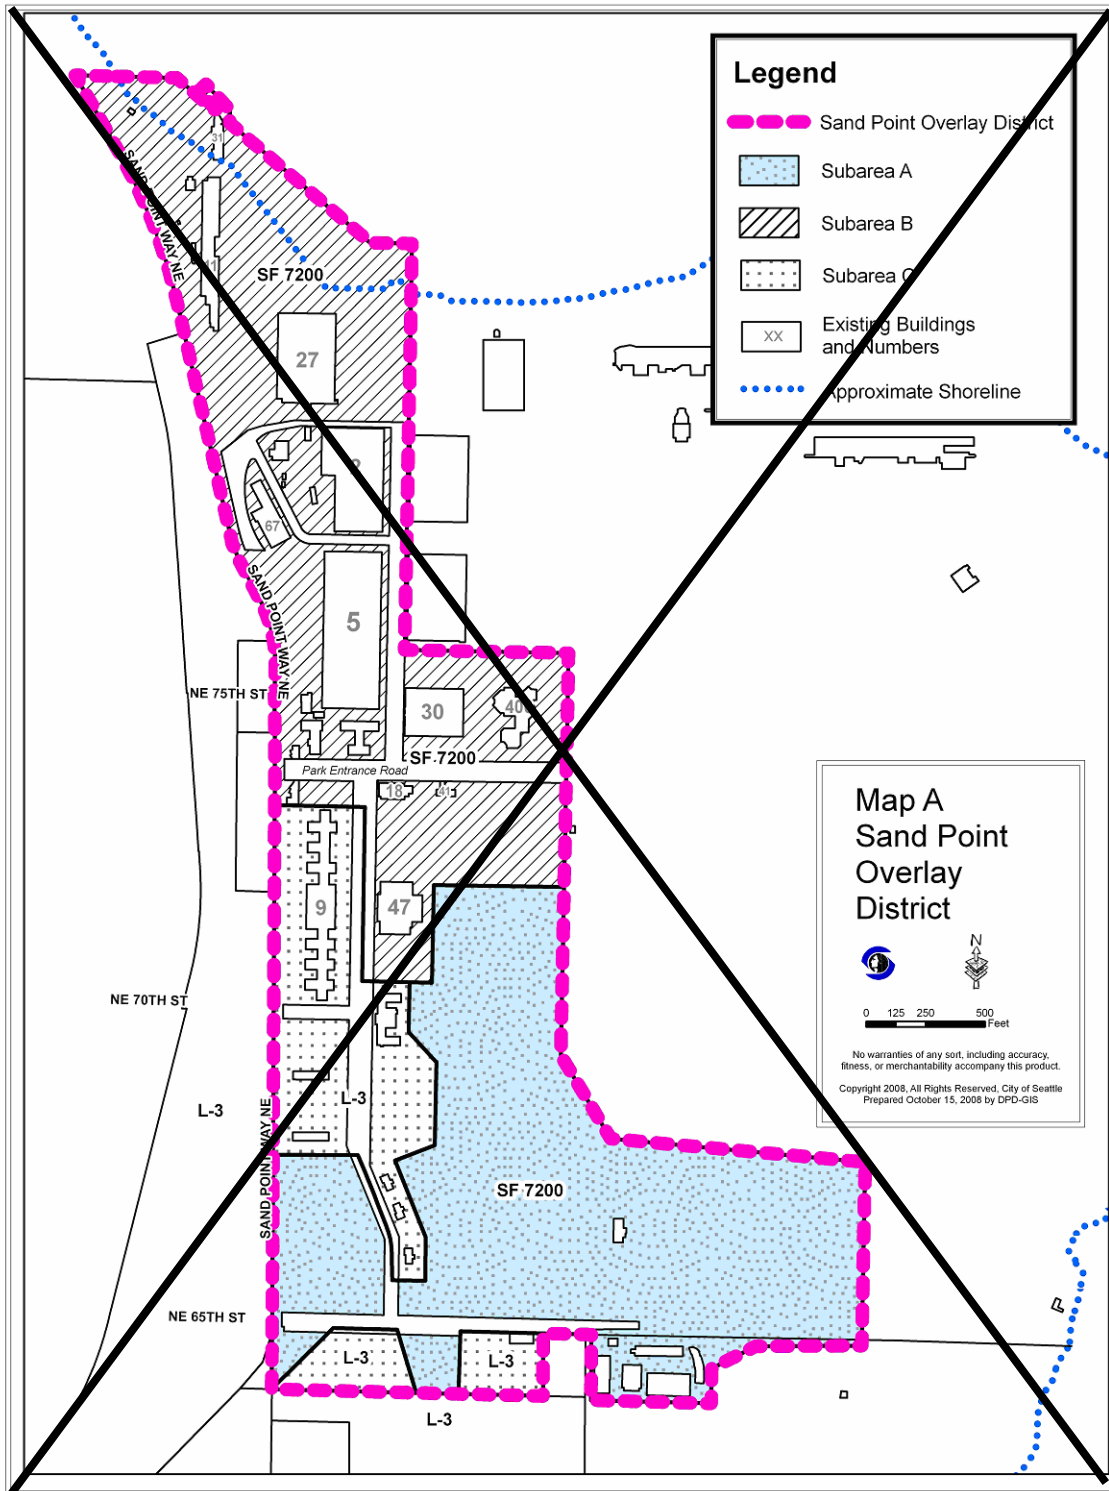 Legend
Sand Point Overlay District
Subarea A
Subarea B
Subarea C
XX
Existing Buildings
and Numbers
Approximate Shoreline
31
SAND POINT WAY NE
11
SF 7200
27
2
67
SAND POINT WAY NE
5
NE 75TH ST
30
406
SF 7200
Park Entrance Road
18
41
Map A
Sand Point
Overlay
District
9
47
N
NE 70TH ST
0 125 250 500
Feet
No warranties of any sort, including accuracy,
fitness, or merchantability accompany this product.
Copyright 2008, All Rights Reserved, City of Seattle
Prepared October 15, 2008 by DPD-GIS
L-3
L-3
SAND POINT WAY NE
SF 7200
NE 65TH ST
L-3
L-3
L-3